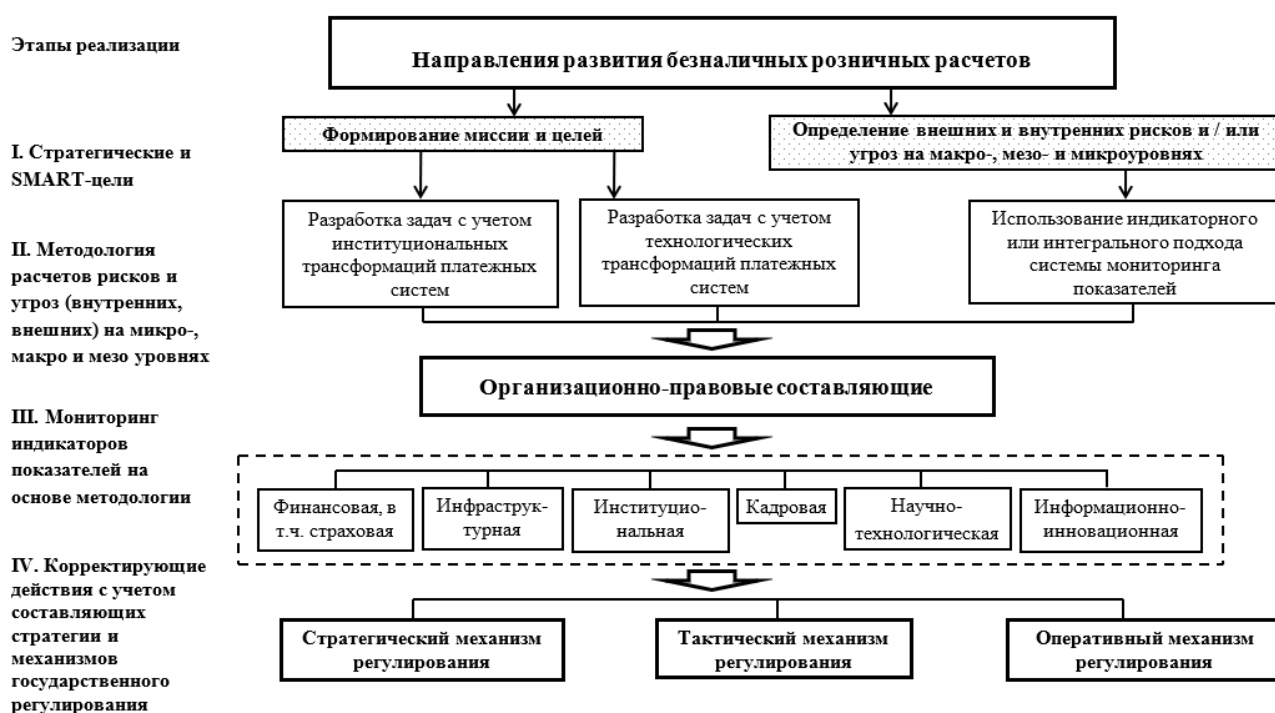 Этапы реализации
Направления развития безналичных розничных расчетов
Формирование миссии и целей
Определение внешних и внутренних рисков и / или
угроз на макро-, мезо- и микроуровнях
I. Стратегические и
SMART-цели
Разработка задач с учетом
институциональных
трансформаций платежных
систем
Разработка задач с учетом
технологических
трансформаций платежных
систем
Использование индикаторного
или интегрального подхода
системы мониторинга
показателей
II. Методология
расчетов рисков и
угроз (внутренних,
внешних) на микро-,
макро и мезо уровнях
Организационно-правовые составляющие
III. Мониторинг
индикаторов
показателей на
основе методологии
Финансовая, в
т.ч. страховая
Инфраструк-
турная
Институцио-
нальная
Кадровая
Научно-
технологическая
Информационно-
инновационная
IV. Корректирующие
действия с учетом
составляющих
стратегии и
механизмов
государственного
регулирования
Стратегический механизм
регулирования
Тактический механизм
регулирования
Оперативный механизм
регулирования